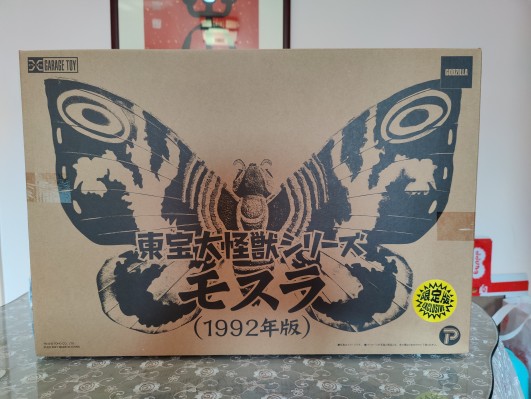 GARAGE TOY
GODZILLA
東宝大怪獣シリーズ
モスラ
(1992年版)
限定版
EXCLUSIVE
P